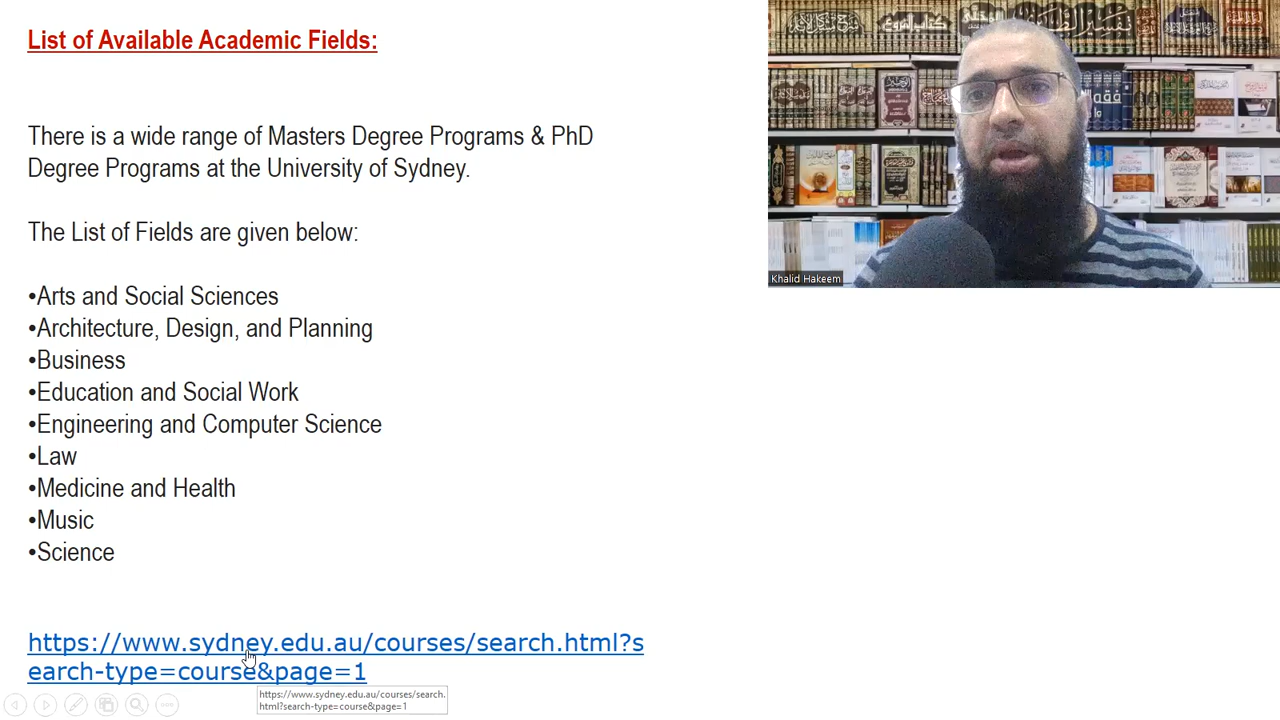 List of Available Academic Fields:
There is a wide range of Masters Degree Programs & PhD
Degree Programs at the University of Sydney.
The List of Fields are given below:
•Arts and Social Sciences
•Architecture, Design, and Planning
•Business
•Education and Social Work
•Engineering and Computer Science
•Law
•Medicine and Health
•Music
•Science
https://www.sydney.edu.au/courses/search.html?s
earch-type=course&page=1
https://www.sydney.edu.au/courses/search.
html?search-type=course&page=1
Khalid Hakeem